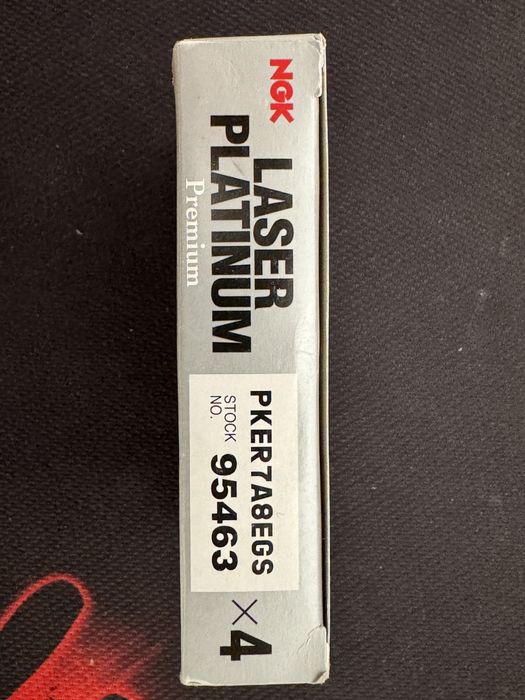 NGK
LASER
PLATINUM
Premium
PKER7A8EGS
STOCK
NO. 95463
×4